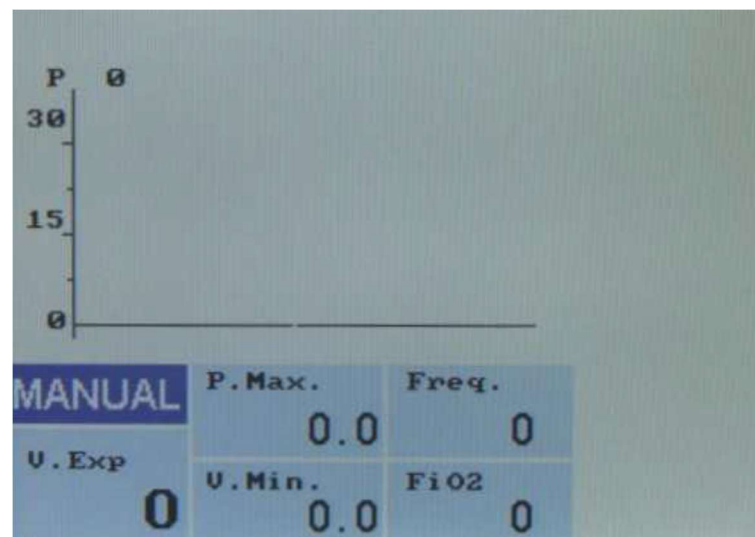 P 0
30
15
0
MANUAL
P.Max.
0.0
Freq.
0
V.Exp
0
V.Min.
0.0
FiO2
0